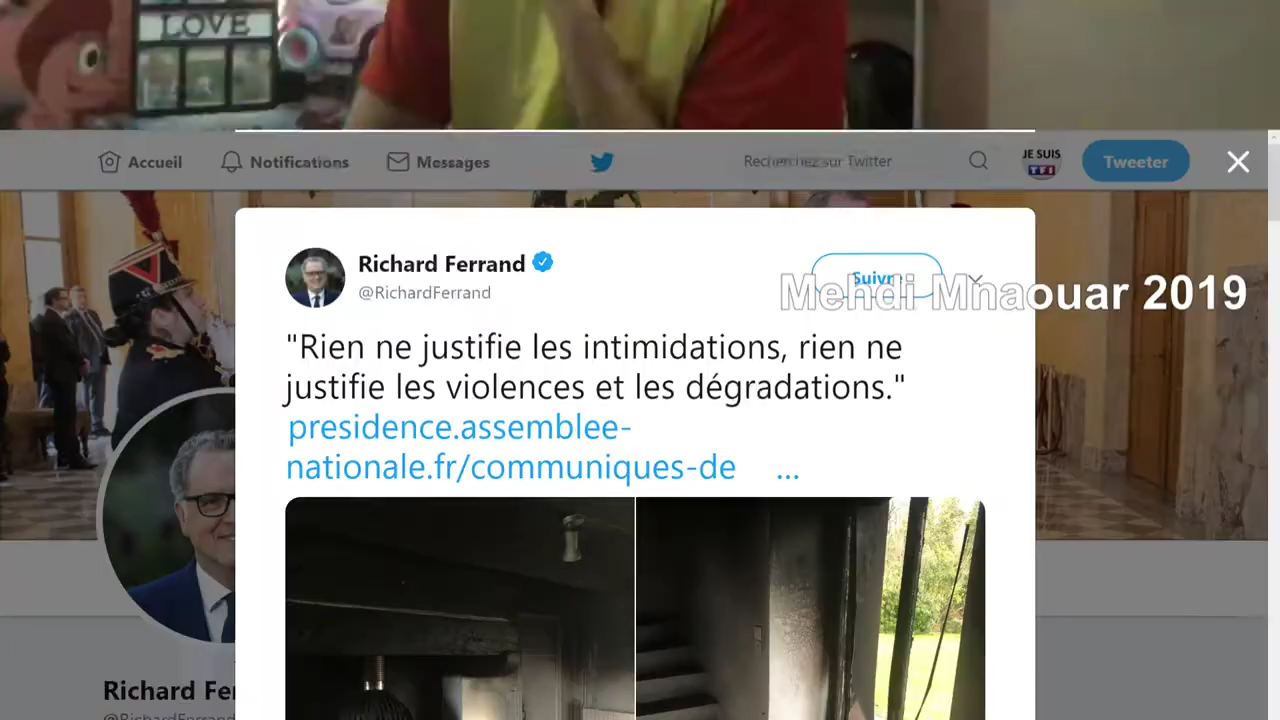 LOVE
Accueil
Notifications
Messages
Recherchez sur Twitter
JE SUIS
TF1
Tweeter
Richard Ferrand
@RichardFerrand
Suivre
Mehdi Mnaouar 2019
"Rien ne justifie les intimidations, rien ne
justifie les violences et les dégradations."
presidence.assemblee-
nationale.fr/communiques-de ...
Richard Fer
@RichardFerrand